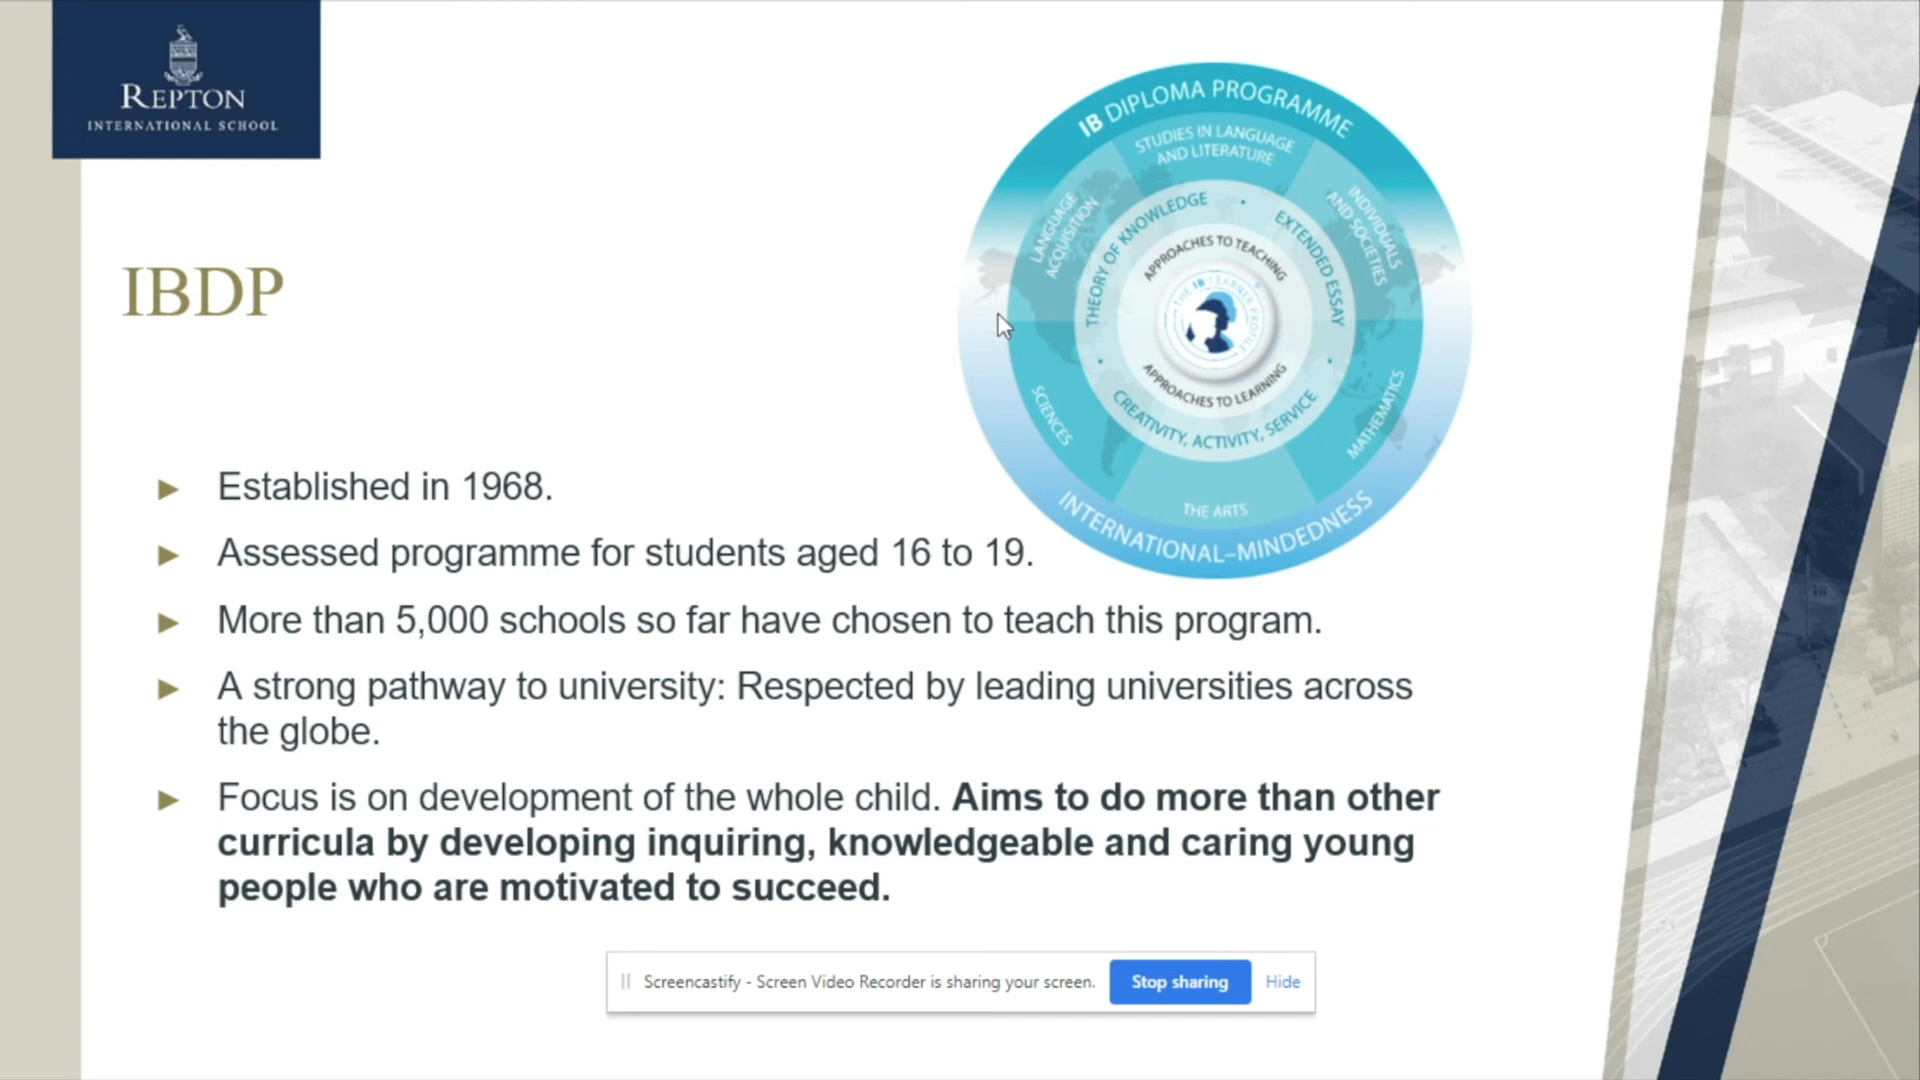 REPTON
INTERNATIONAL SCHOOL
IB DIPLOMA PROGRAMME
STUDIES IN LANGUAGE
AND LITERATURE
LANGUAGE
ACQUISITION
INDIVIDUALS
AND SOCIETIES
THEORY OF KNOWLEDGE
EXTENDED ESSAY
APPROACHES TO TEACHING
THE IB LEARNER PROFILE
APPROACHES TO LEARNING
CREATIVITY, ACTIVITY, SERVICE
SCIENCES
MATHEMATICS
THE ARTS
INTERNATIONAL-MINDEDNESS
IBDP
Established in 1968.
Assessed programme for students aged 16 to 19.
More than 5,000 schools so far have chosen to teach this program.
A strong pathway to university: Respected by leading universities across
the globe.
Focus is on development of the whole child. Aims to do more than other
curricula by developing inquiring, knowledgeable and caring young
people who are motivated to succeed.
Screencastify - Screen Video Recorder is sharing your screen.
Stop sharing
Hide